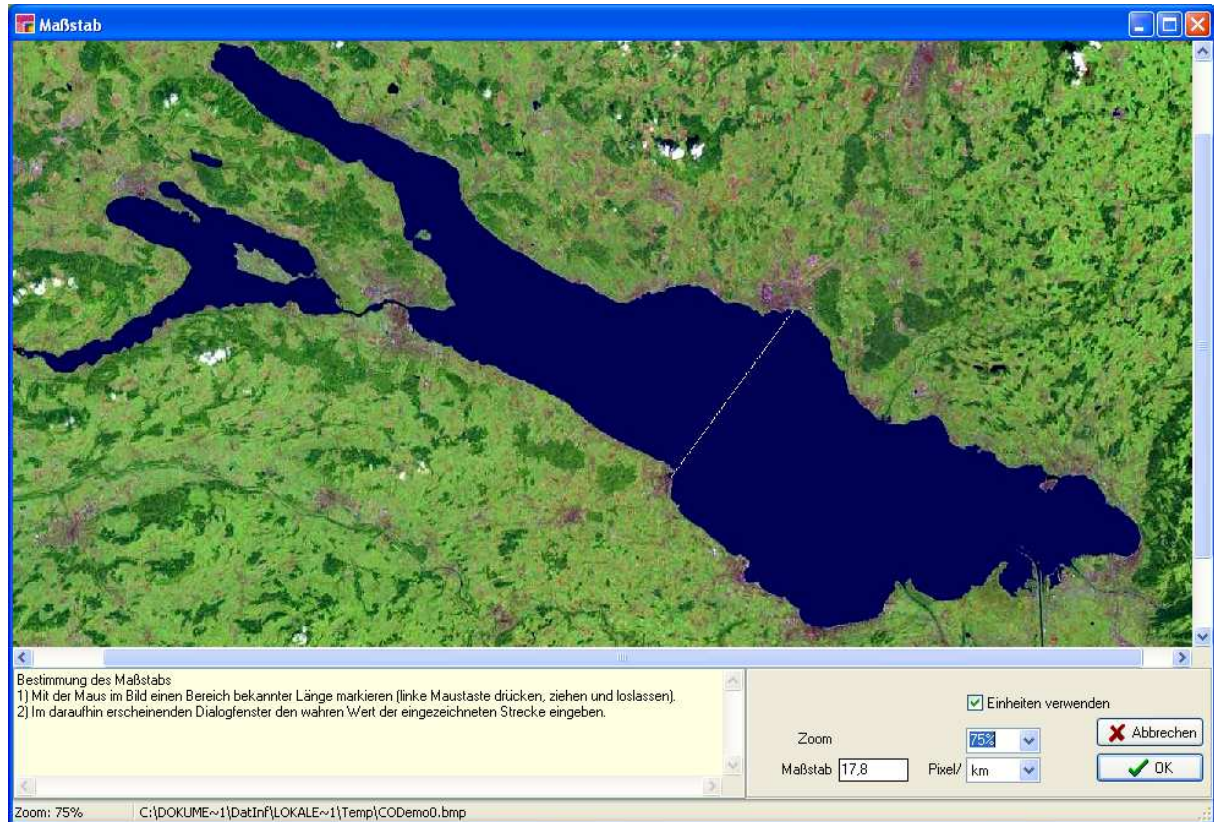 Maßstab
Bestimmung des Maßstabs
1) Mit der Maus im Bild einen Bereich bekannter Länge markieren (linke Maustaste drücken, ziehen und loslassen).
2) Im daraufhin erscheinenden Dialogfenster den wahren Wert der eingezeichneten Strecke eingeben.
Einheiten verwenden
Zoom 75% Abbrechen
Maßstab 17,8 Pixel/ km OK
Zoom: 75% C:\DOKUME~1\DatInf\LOKALE~1\Temp\CODemo0.bmp